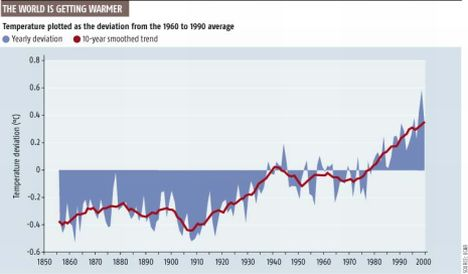 THE WORLD IS GETTING WARMER
Temperature plotted as the deviation from the 1960 to 1990 average
Yearly deviation 10-year smoothed trend
Temperature deviation (°C)
0.8
0.6
0.4
0.2
0
-0.2
-0.4
-0.6
1850 1860 1870 1880 1890 1900 1910 1920 1930 1940 1950 1960 1970 1980 1990 2000